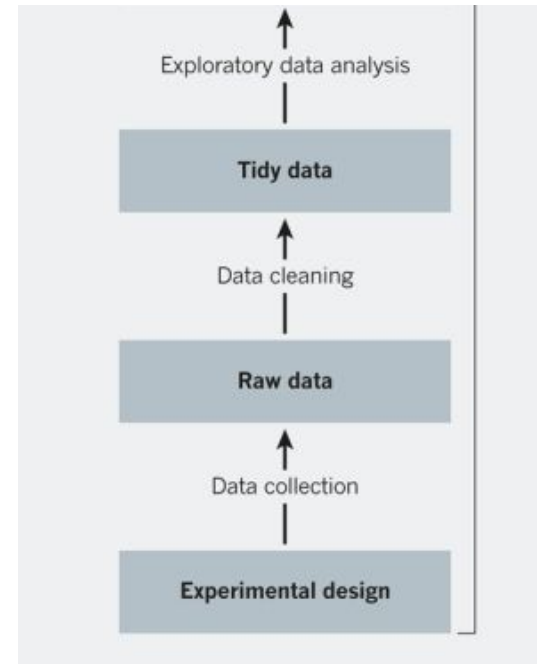 Exploratory data analysis
Tidy data
Data cleaning
Raw data
Data collection
Experimental design